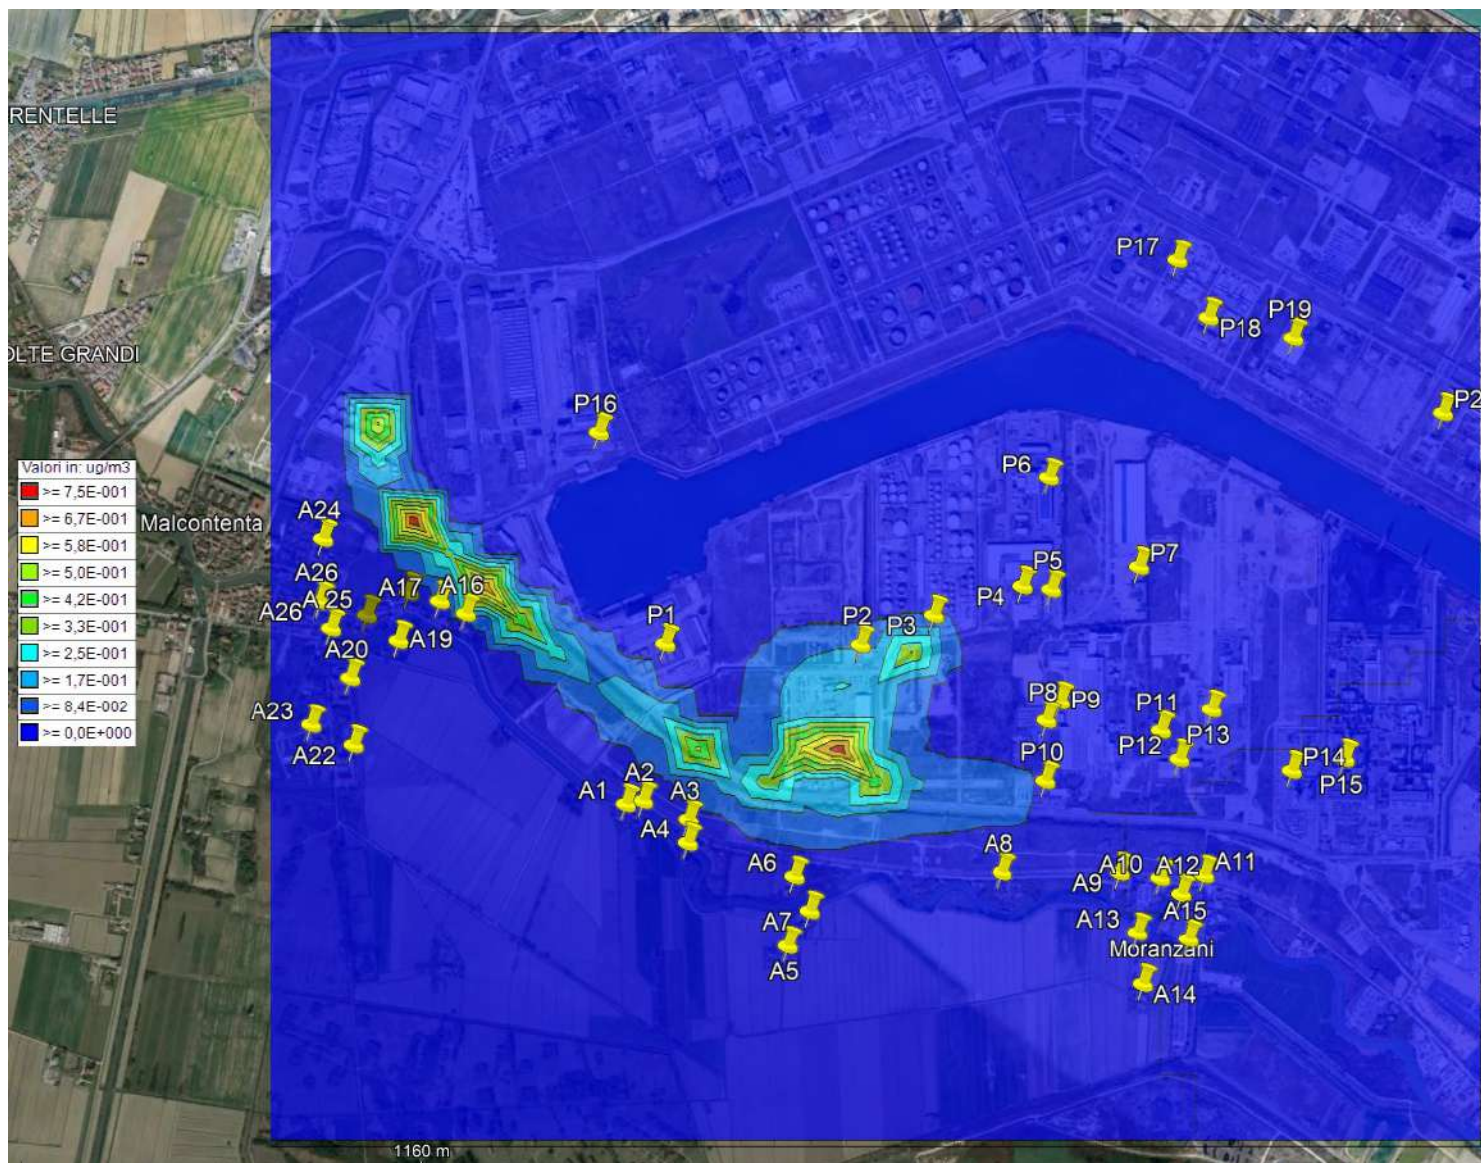 RENTELLE
P17
P19
P18
OLTE GRANDI
P16
P2
Valori in: ug/m3
>= 7,5E-001
>= 6,7E-001
>= 5,8E-001
>= 5,0E-001
>= 4,2E-001
>= 3,3E-001
>= 2,5E-001
>= 1,7E-001
>= 8,4E-002
>= 0,0E+000
P6
A24
Malcontenta
P5
P7
A26
A17
A16
P4
A26
A25
P1
P2
P3
A19
A20
P8
P9
A23
P11
A22
P12
P13
P10
P14
P15
A2
A1
A3
A4
A6
A8
A10
A12
A11
A9
A7
A13
A15
Moranzani
A5
A14
1160 m